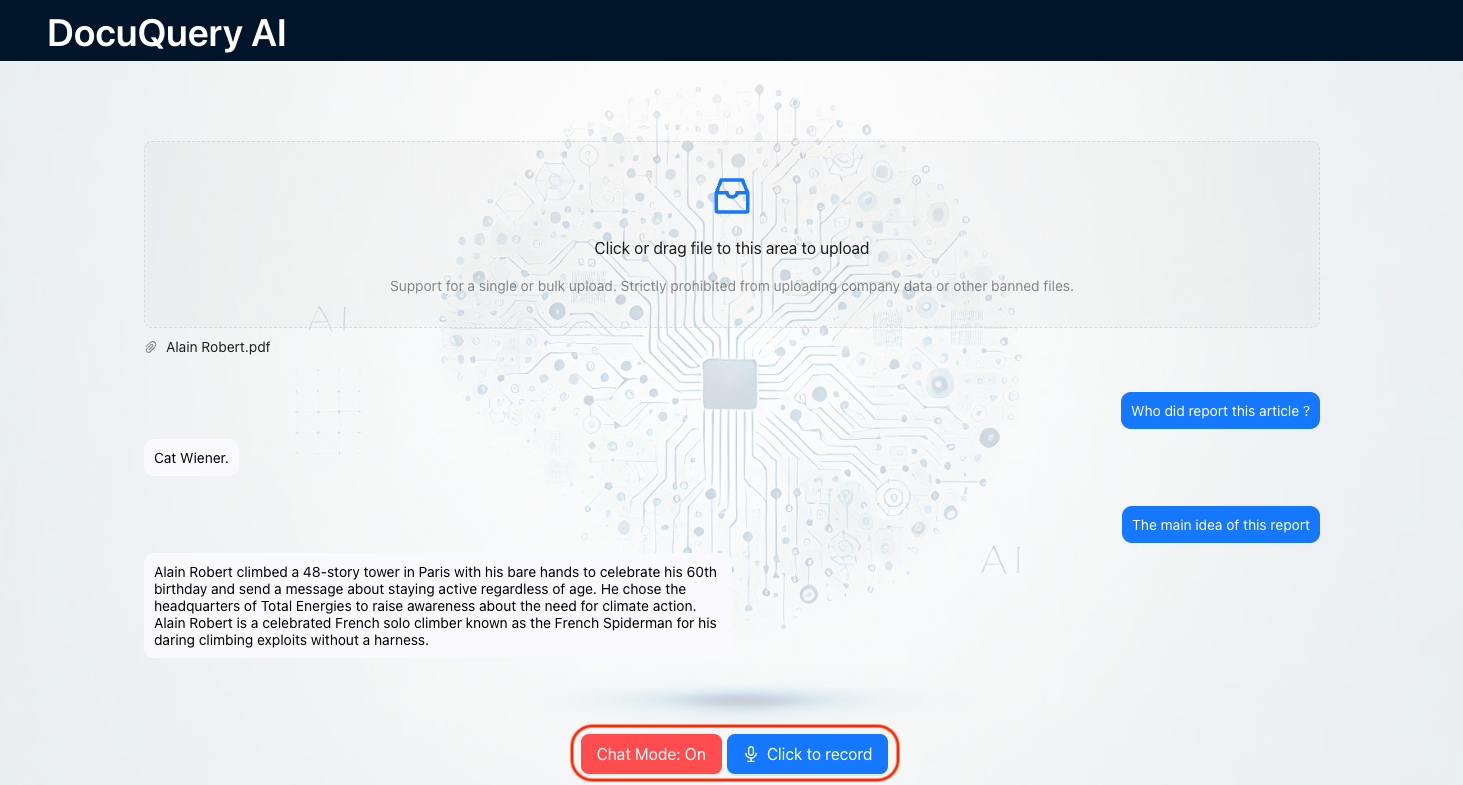 DocuQuery AI
Click or drag file to this area to upload
Support for a single or bulk upload. Strictly prohibited from uploading company data or other banned files.
AI
Alain Robert.pdf
Who did report this article ?
Cat Wiener.
The main idea of this report
AI
Alain Robert climbed a 48-story tower in Paris with his bare hands to celebrate his 60th
birthday and send a message about staying active regardless of age. He chose the
headquarters of Total Energies to raise awareness about the need for climate action.
Alain Robert is a celebrated French solo climber known as the French Spiderman for his
daring climbing exploits without a harness.
Chat Mode: On
Click to record